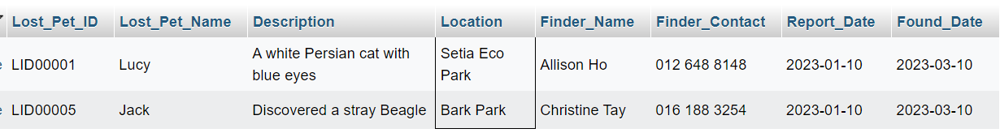 Lost_Pet_ID Lost_Pet_Name Description Location Finder_Name Finder_Contact Report_Date Found_Date
LID00001 Lucy A white Persian cat with blue eyes Setia Eco Park Allison Ho 012 648 8148 2023-01-10 2023-03-10
LID00005 Jack Discovered a stray Beagle Bark Park Christine Tay 016 188 3254 2023-01-10 2023-03-10